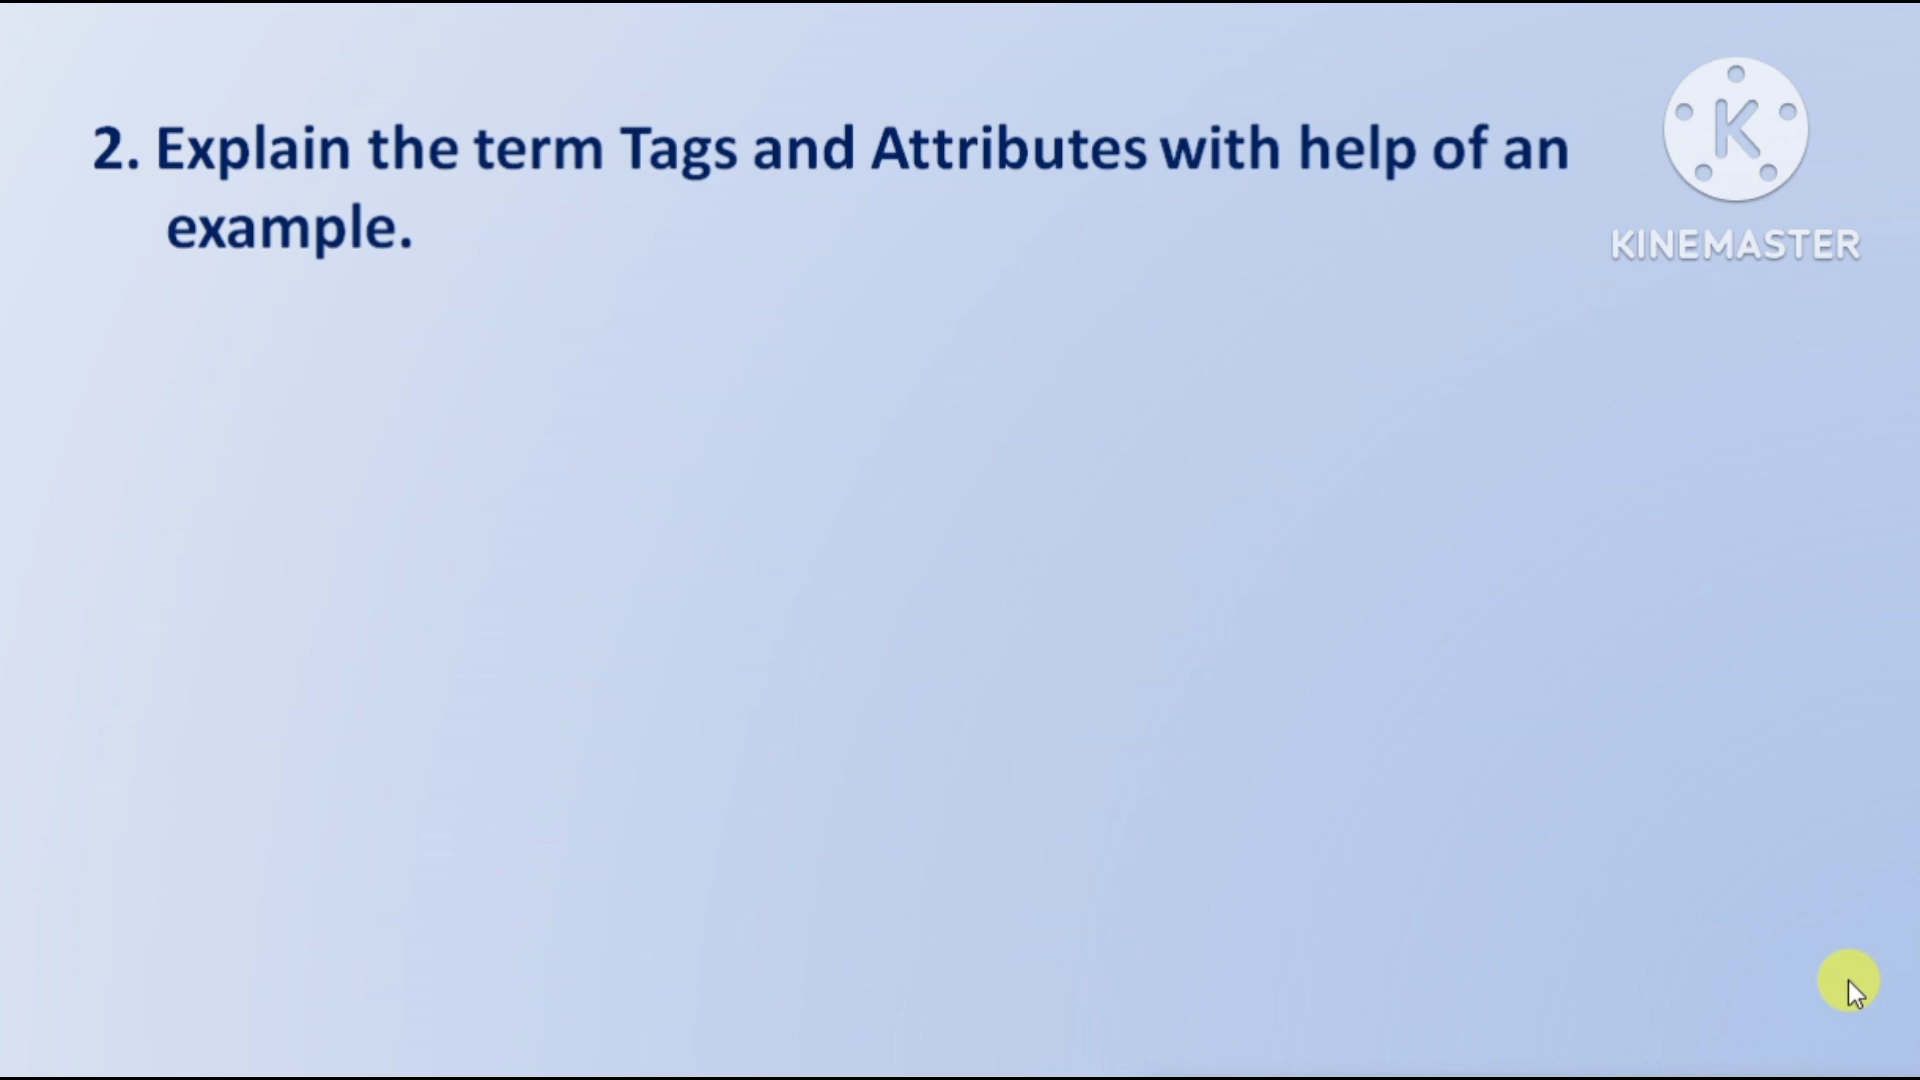 2. Explain the term Tags and Attributes with help of an
example.
K
KINEMASTER